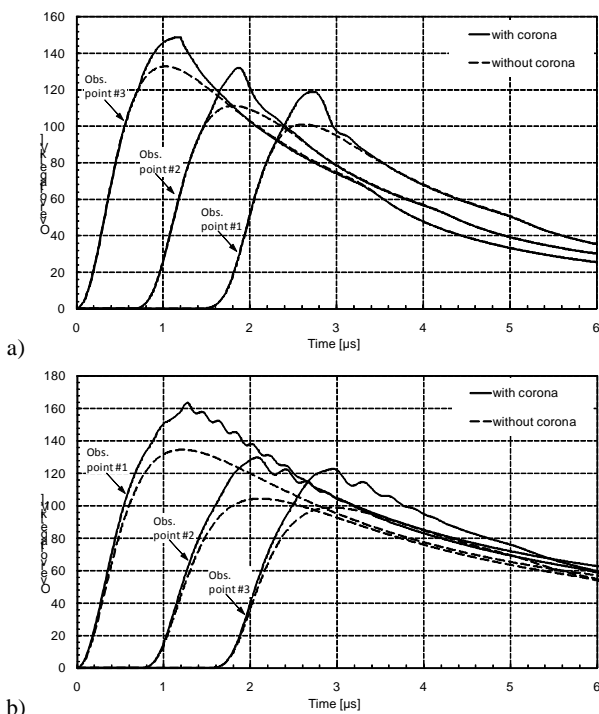 160
140
120
100
80
60
40
20
0
with corona
without corona
Obs.
point #3
Obs.
point #2
Obs.
point #1
0 1 2 3 4 5 6
Time [µs]
a)
180
160
140
120
100
80
60
40
20
0
with corona
without corona
Obs.
point #1
Obs.
point #2
Obs.
point #3
0 1 2 3 4 5 6
Time [µs]
b)